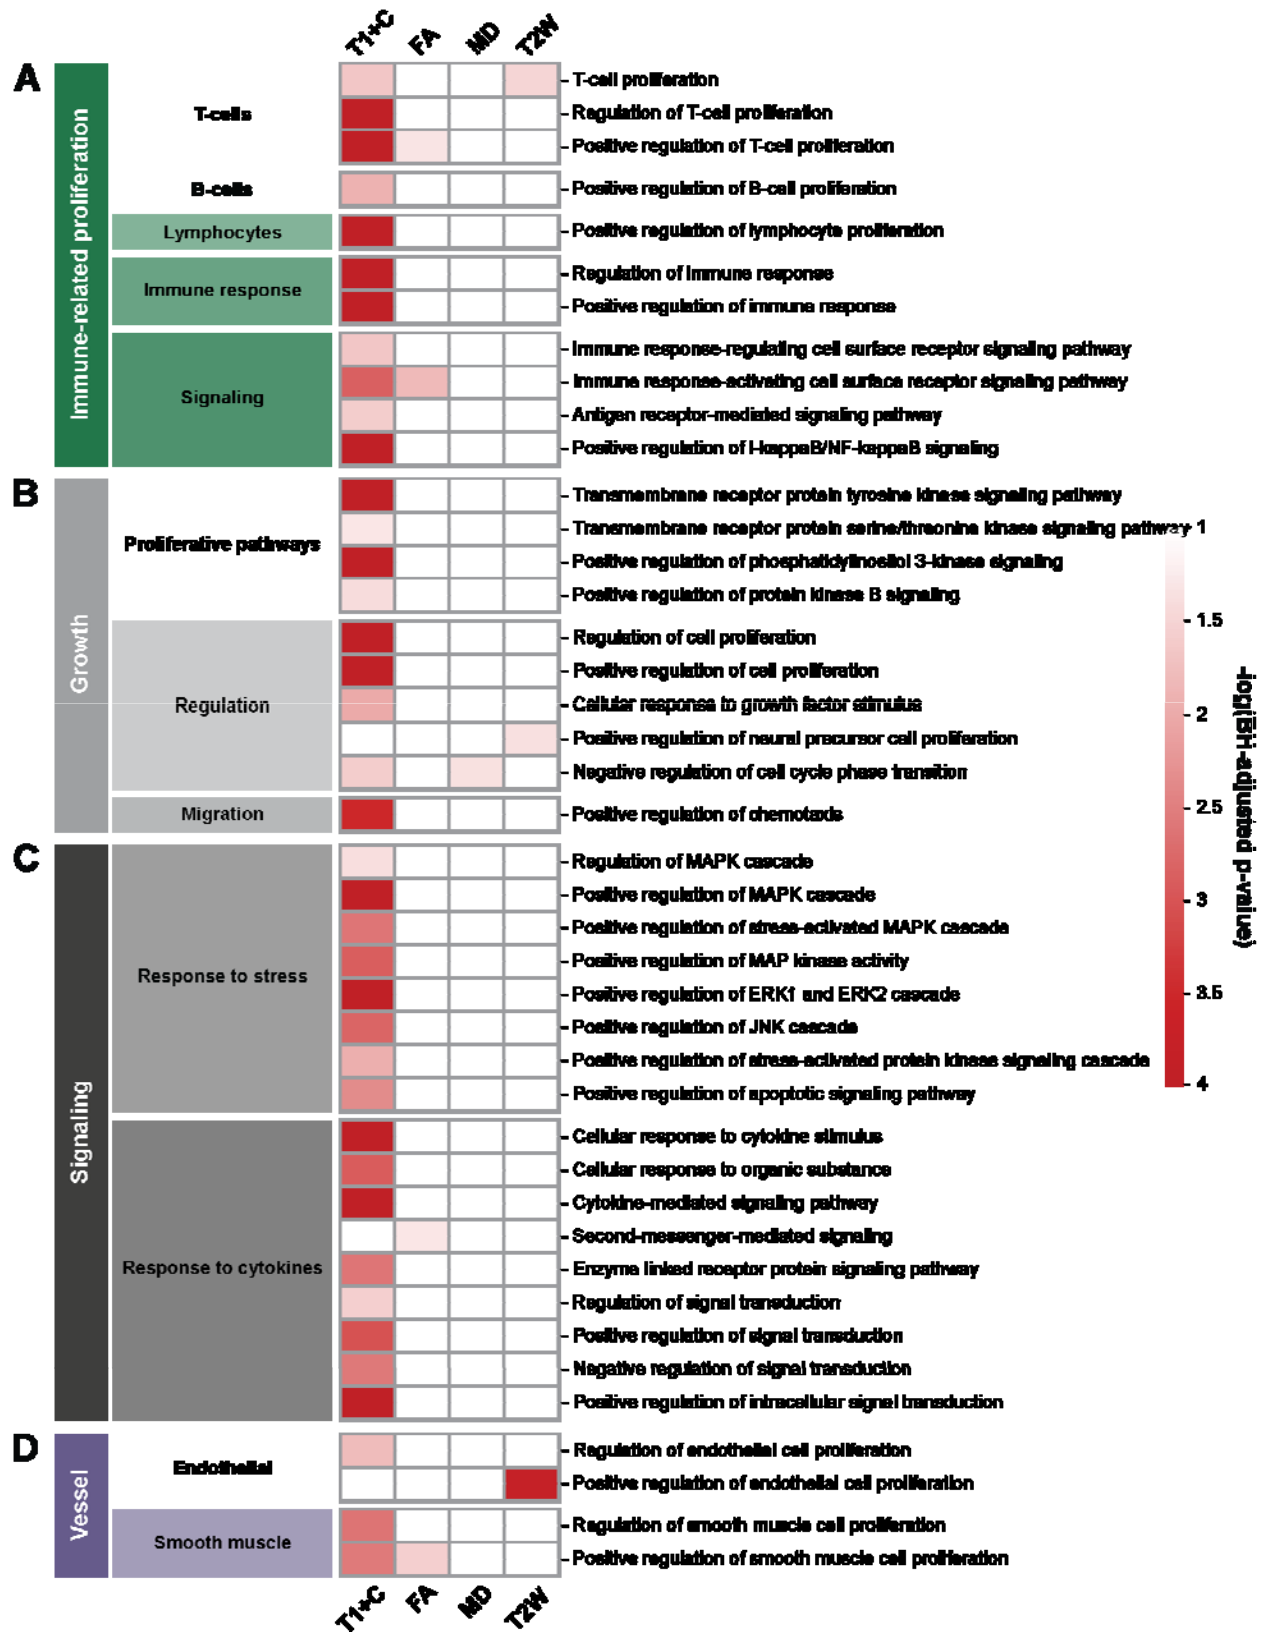 T1+C FA MD T2W
A
Immune-related proliferation
T-cells
T-cell proliferation
Regulation of T-cell proliferation
Positive regulation of T-cell proliferation
B-cells
Positive regulation of B-cell proliferation
Lymphocytes
Positive regulation of lymphocyte proliferation
Immune response
Regulation of immune response
Positive regulation of immune response
Signaling
Immune response-regulating cell surface receptor signaling pathway
Immune response-activating cell surface receptor signaling pathway
Antigen receptor-mediated signaling pathway
Positive regulation of I-kappaB/NF-kappaB signaling
B
Growth
Proliferative pathways
Transmembrane receptor protein tyrosine kinase signaling pathway
Transmembrane receptor protein serine/threonine kinase signaling pathway
Positive regulation of phosphatidylinositol 3-kinase signaling
Positive regulation of protein kinase B signaling
Regulation
Regulation of cell proliferation
Positive regulation of cell proliferation
Cellular response to growth factor stimulus
Positive regulation of neural precursor cell proliferation
Negative regulation of cell cycle phase transition
Migration
Positive regulation of chemotaxis
C
Signaling
Response to stress
Regulation of MAPK cascade
Positive regulation of MAPK cascade
Positive regulation of stress-activated MAPK cascade
Positive regulation of MAP kinase activity
Positive regulation of ERK1 and ERK2 cascade
Positive regulation of JNK cascade
Positive regulation of stress-activated protein kinase signaling cascade
Positive regulation of apoptotic signaling pathway
Response to cytokines
Cellular response to cytokine stimulus
Cellular response to organic substance
Cytokine-mediated signaling pathway
Second-messenger-mediated signaling
Enzyme linked receptor protein signaling pathway
Regulation of signal transduction
Positive regulation of signal transduction
Negative regulation of signal transduction
Positive regulation of intracellular signal transduction
D
Vessel
Endothelial
Regulation of endothelial cell proliferation
Positive regulation of endothelial cell proliferation
Smooth muscle
Regulation of smooth muscle cell proliferation
Positive regulation of smooth muscle cell proliferation
T1+C FA MD T2W
1
1.5
2
2.5
3
3.5
4
-log(BH-adjusted p-value)